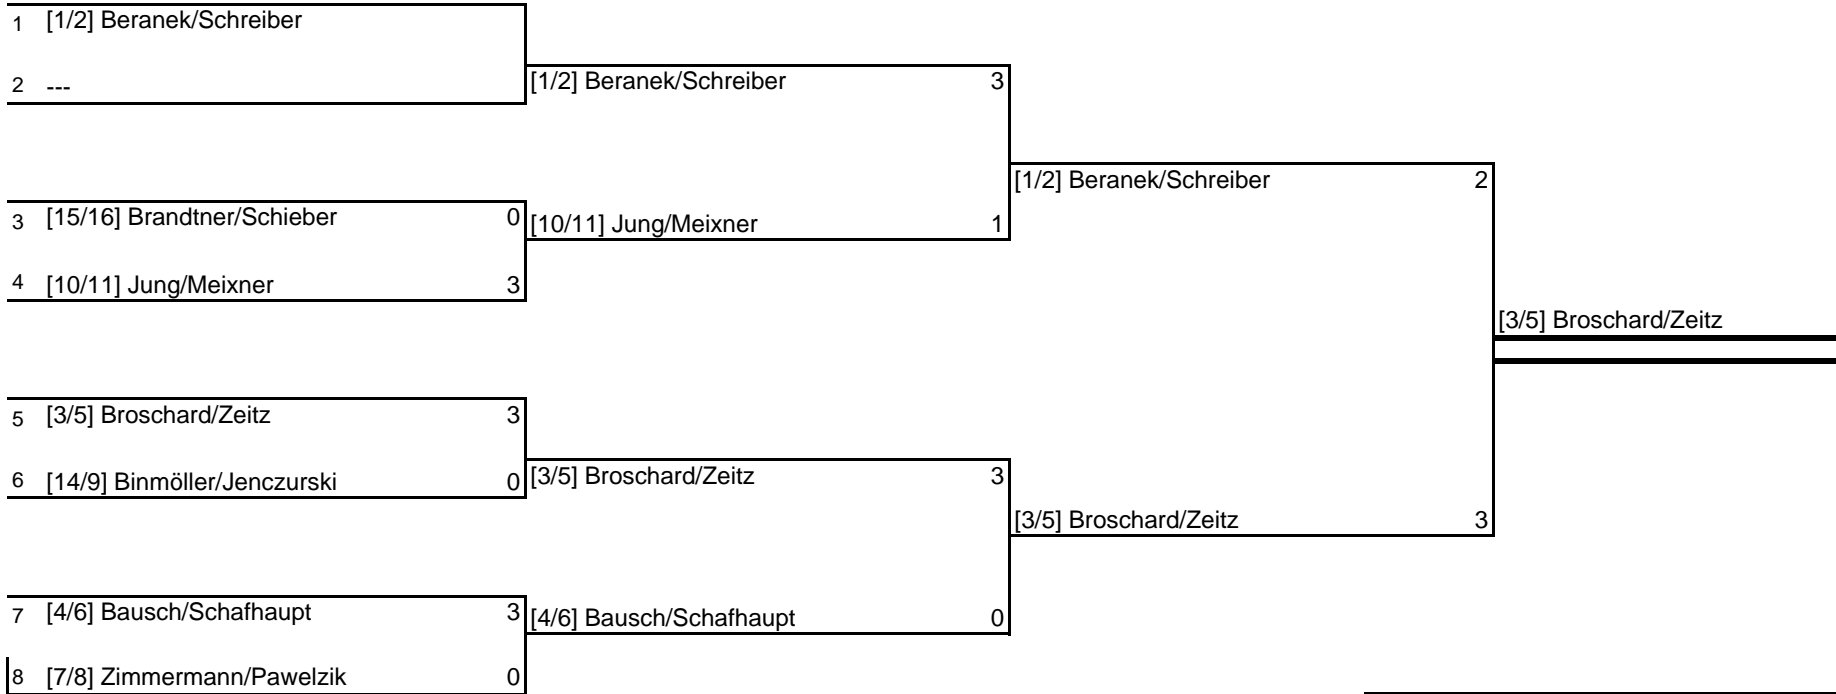 1 [1/2] Beranek/Schreiber
2 ---
[1/2] Beranek/Schreiber 3
[1/2] Beranek/Schreiber 2
3 [15/16] Brandtner/Schieber 0
[10/11] Jung/Meixner 1
4 [10/11] Jung/Meixner 3
[3/5] Broschard/Zeitz
5 [3/5] Broschard/Zeitz 3
6 [14/9] Binmöller/Jenczurski 0
[3/5] Broschard/Zeitz 3
[3/5] Broschard/Zeitz 3
7 [4/6] Bausch/Schafhaupt 3
[4/6] Bausch/Schafhaupt 0
8 [7/8] Zimmermann/Pawelzik 0